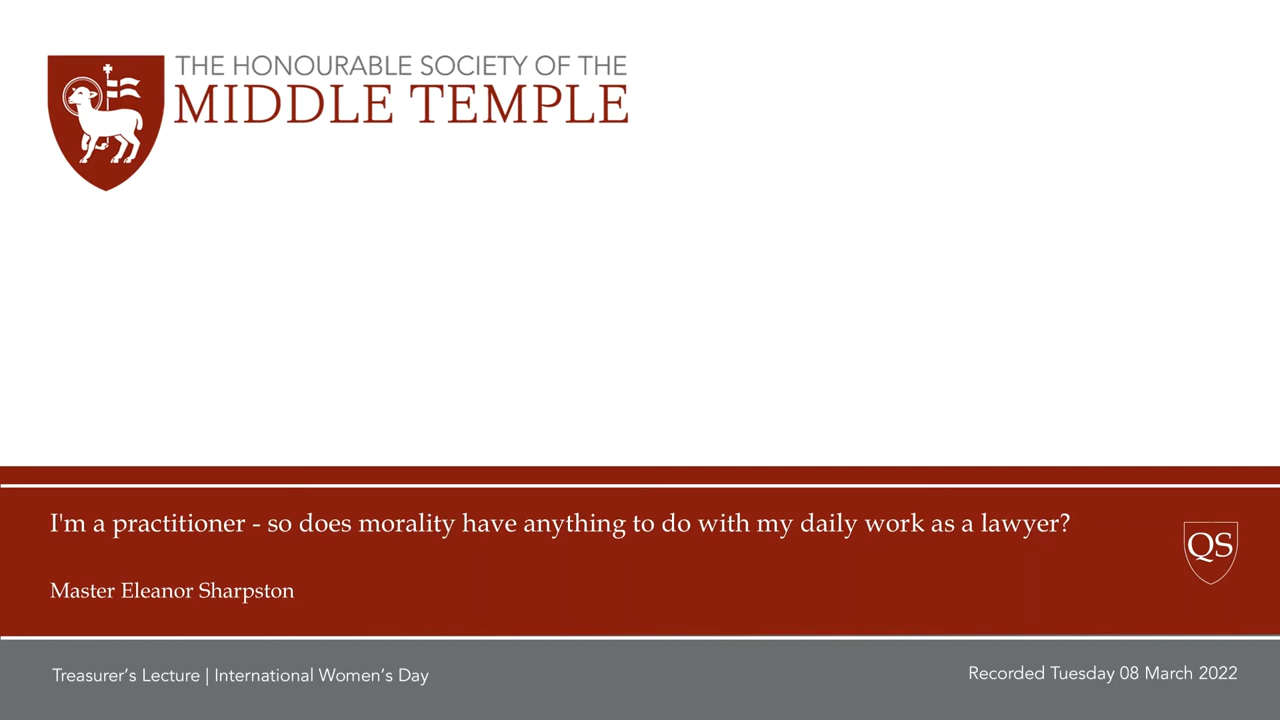 THE HONOURABLE SOCIETY OF THE
MIDDLE TEMPLE
I'm a practitioner - so does morality have anything to do with my daily work as a lawyer?
QS
Master Eleanor Sharpston
Treasurer's Lecture | International Women's Day
Recorded Tuesday 08 March 2022